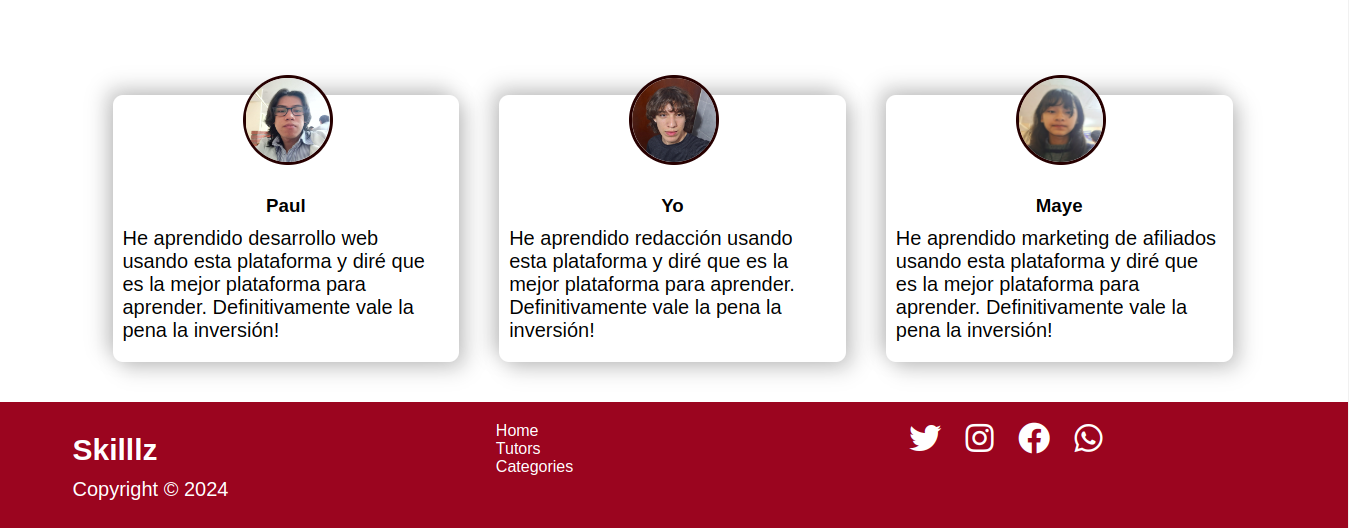 Paul
He aprendido desarrollo web
usando esta plataforma y diré que
es la mejor plataforma para
aprender. Definitivamente vale la
pena la inversión!
Yo
He aprendido redacción usando
esta plataforma y diré que es la
mejor plataforma para aprender.
Definitivamente vale la pena la
inversión!
Maye
He aprendido marketing de afiliados
usando esta plataforma y diré que
es la mejor plataforma para
aprender. Definitivamente vale la
pena la inversión!
Skilllz
Copyright © 2024
Home
Tutors
Categories